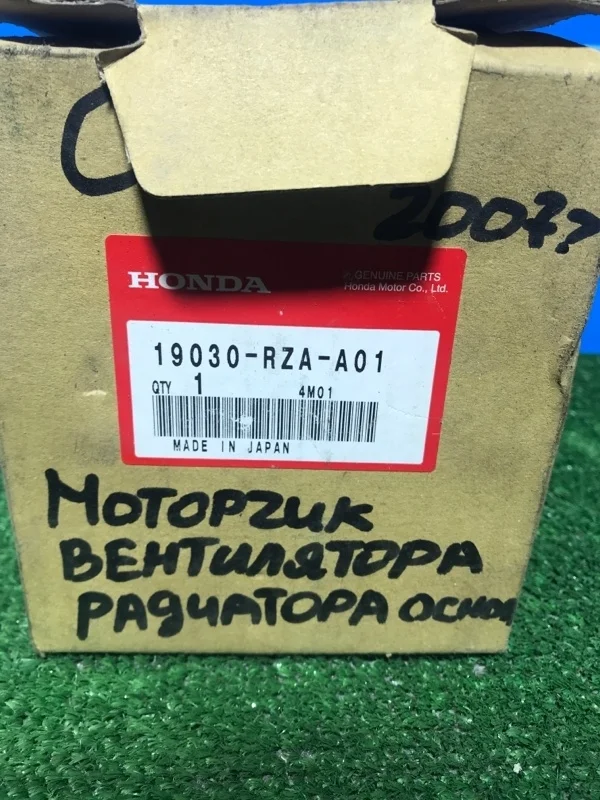 C
2007г
HONDA
GENUINE PARTS
Honda Motor Co., Ltd.
19030-RZA-A01
QTY 1 4M01
MADE IN JAPAN
Моторчик
ВЕНТИЛЯТОРА
РАДИАТОРА